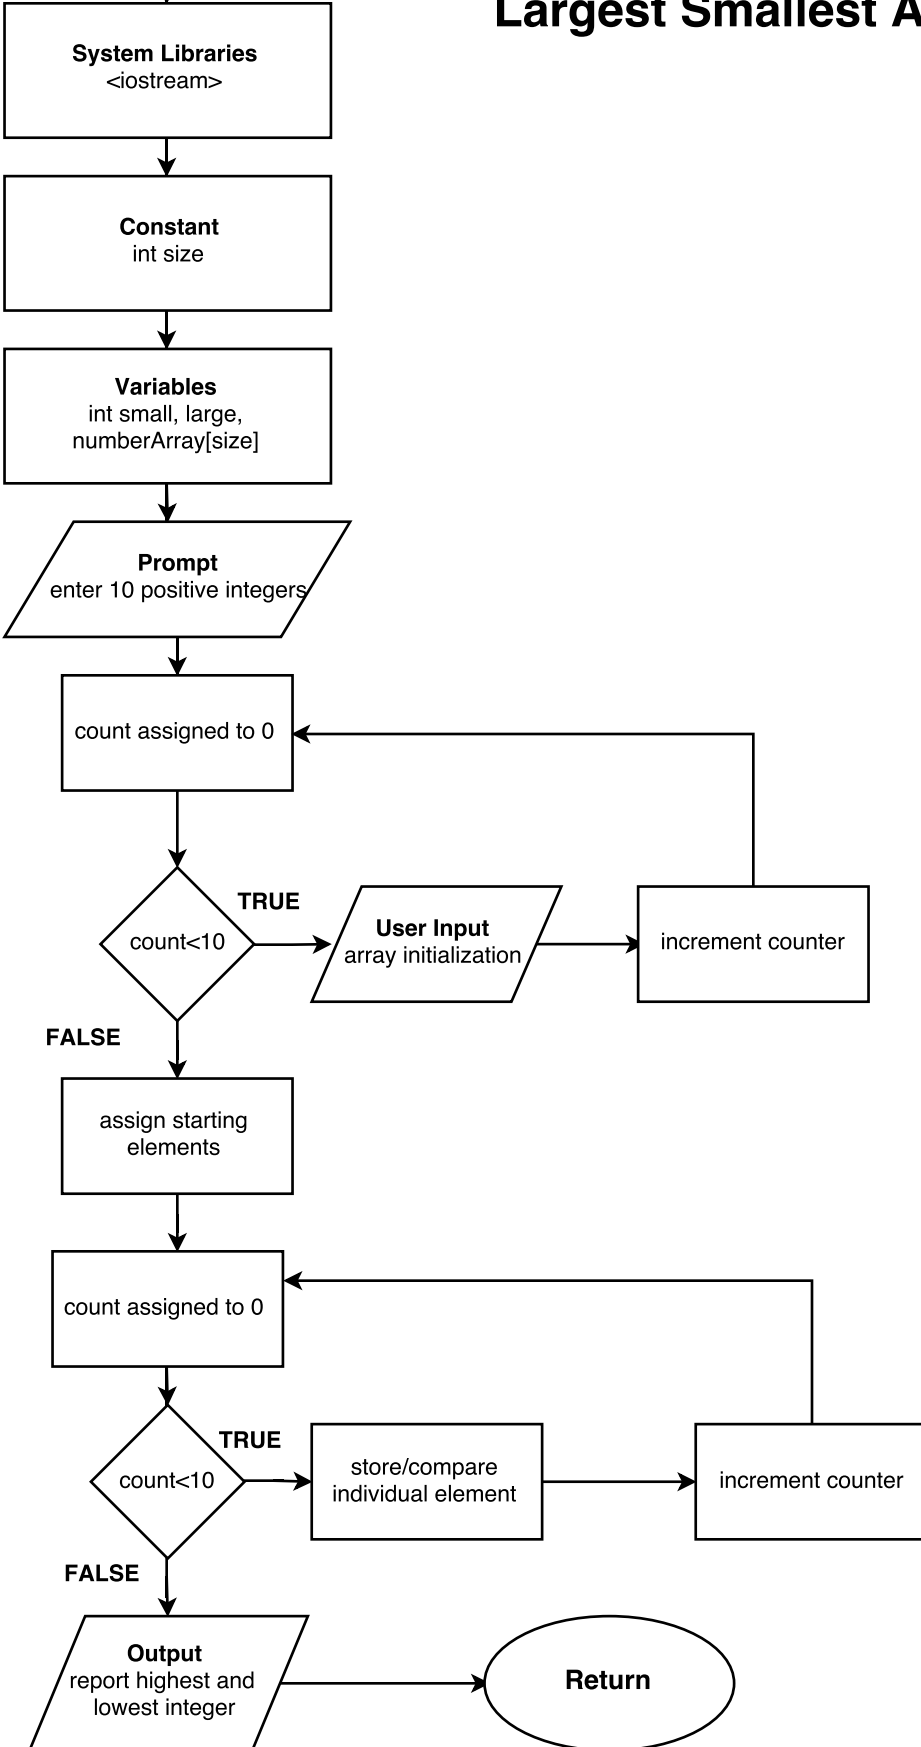 Largest Smallest A
System Libraries
<iostream>
Constant
int size
Variables
int small, large,
numberArray[size]
Prompt
enter 10 positive integers
count assigned to 0
count<10
TRUE
User Input
array initialization
increment counter
FALSE
assign starting
elements
count assigned to 0
count<10
TRUE
store/compare
individual element
increment counter
FALSE
Output
report highest and
lowest integer
Return